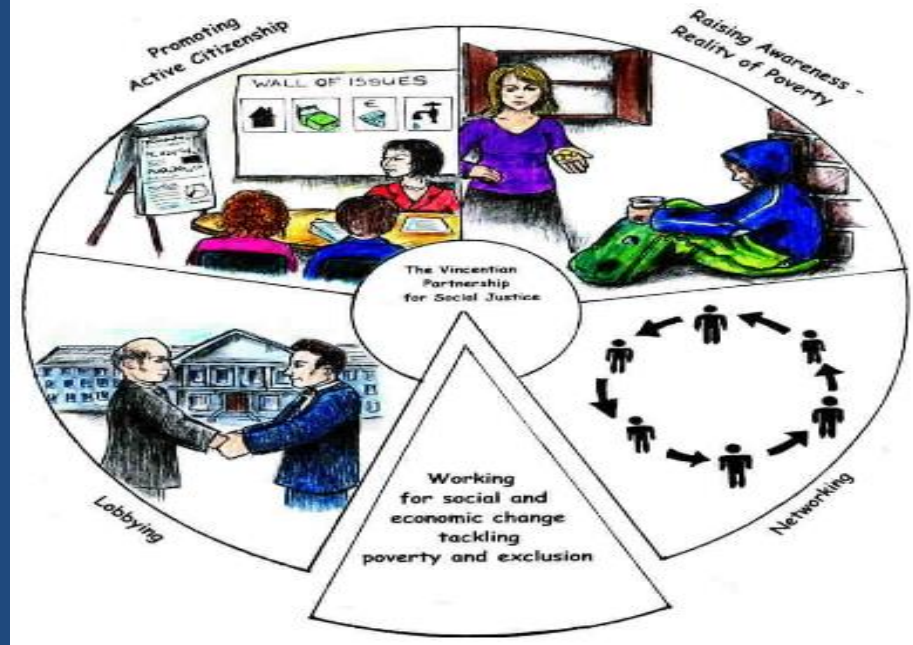 Promoting
Active Citizenship
Raising Awareness -
Reality of Poverty
WALL OF ISSUES
€
The Vincentian
Partnership
for Social Justice
Lobbying
Working
for social and
economic change
tackling
poverty and exclusion
Networking